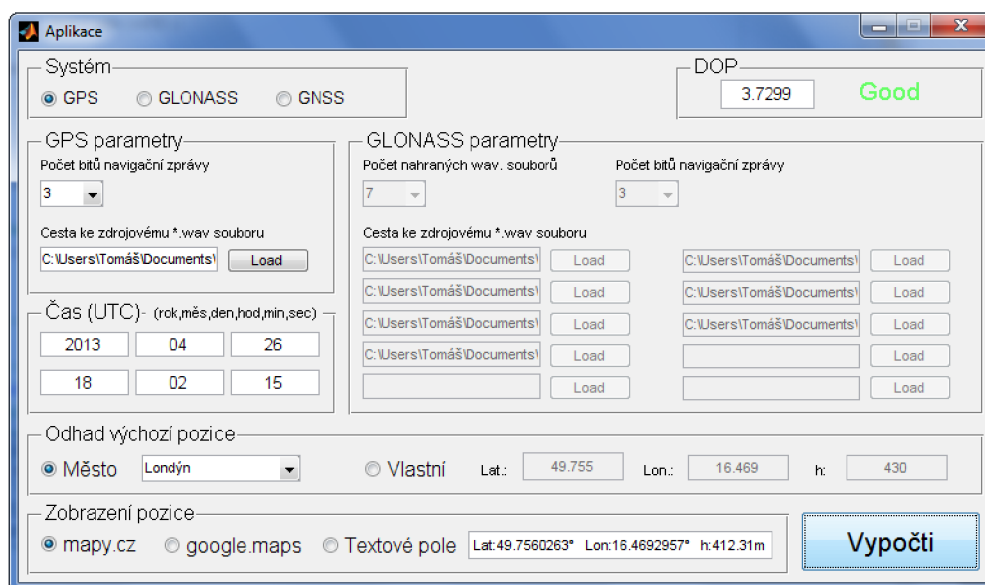 Aplikace
Systém
GPS GLONASS GNSS
DOP
3.7299 Good
GPS parametry
Počet bitů navigační zprávy
3
Cesta ke zdrojovému *.wav souboru
C:\Users\Tomáš\Documents\ Load
GLONASS parametry
Počet nahraných wav. souborů Počet bitů navigační zprávy
7 3
Cesta ke zdrojovému *.wav souboru
C:\Users\Tomáš\Documents\ Load C:\Users\Tomáš\Documents\ Load
C:\Users\Tomáš\Documents\ Load C:\Users\Tomáš\Documents\ Load
C:\Users\Tomáš\Documents\ Load C:\Users\Tomáš\Documents\ Load
C:\Users\Tomáš\Documents\ Load Load
Load Load
Čas (UTC)- (rok,měs,den,hod,min,sec)
2013 04 26
18 02 15
Odhad výchozí pozice
Město Londýn Vlastní Lat.: 49.755 Lon.: 16.469 h: 430
Zobrazení pozice
mapy.cz google.maps Textové pole Lat:49.7560263° Lon:16.4692957° h:412.31m
Vypočti